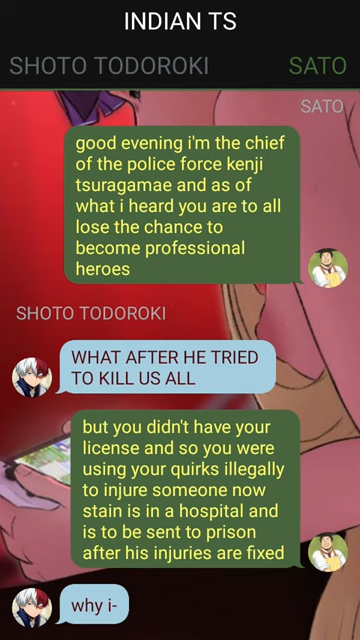 INDIAN TS
SHOTO TODOROKI SATO
SATO
good evening i'm the chief
of the police force kenji
tsuragamae and as of
what i heard you are to all
lose the chance to
become professional
heroes
SHOTO TODOROKI
WHAT AFTER HE TRIED
TO KILL US ALL
but you didn't have your
license and so you were
using your quirks illegally
to injure someone now
stain is in a hospital and
is to be sent to prison
after his injuries are fixed
why i-